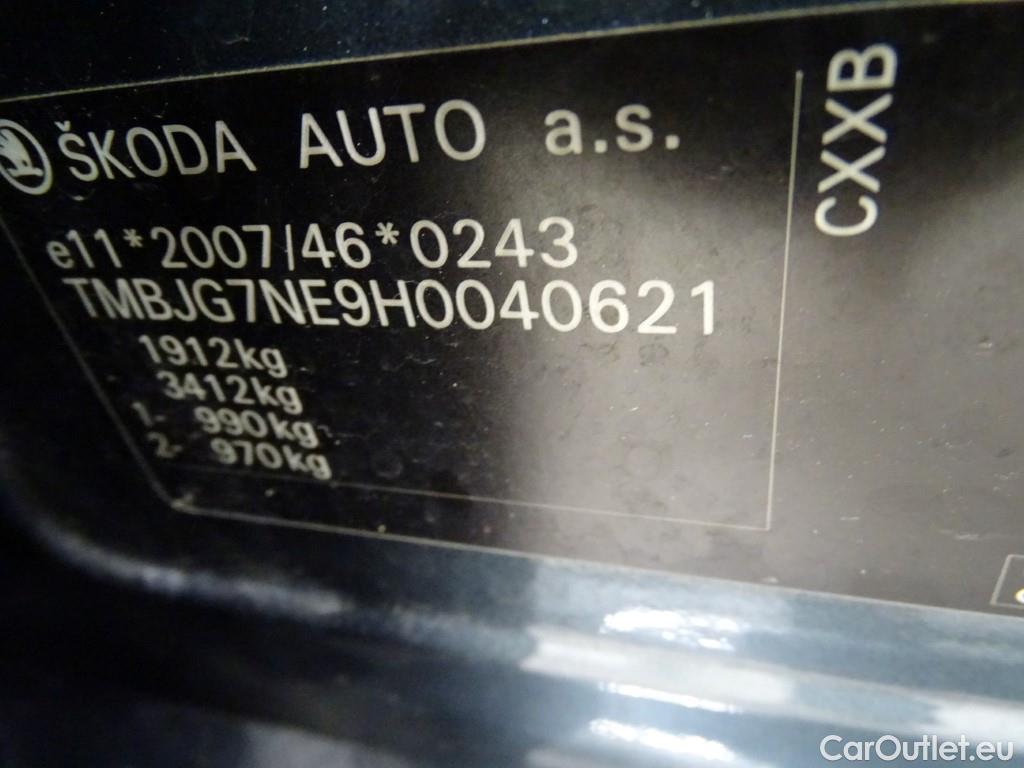 ŠKODA AUTO a.s.
e11*2007/46*0243
TMBJG7NE9H0040621
1912kg
3412kg
1- 990kg
2- 970kg
CXXB
CarOutlet.eu